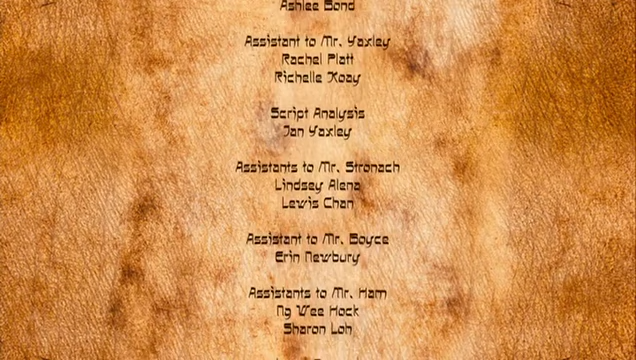 Ashlee Bond
Assistant to Mr. Yaxley
Rachel Platt
Richelle Koay
Script Analysis
Jan Yaxley
Assistants to Mr. Stronach
Lindsey Alena
Lewis Chan
Assistant to Mr. Boyce
Erin Newbury
Assistants to Mr. Ham
Ng Wee Hock
Sharon Loh